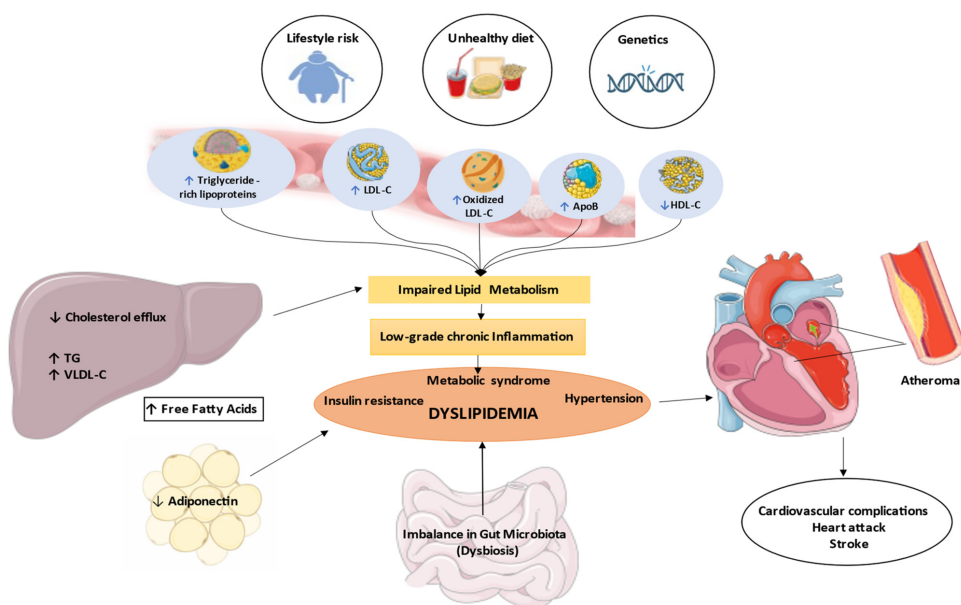 Lifestyle risk
Unhealthy diet
Genetics
↑ Triglyceride -
rich lipoproteins
↑ LDL-C
↑ Oxidized
LDL-C
↑ ApoB
↓ HDL-C
Impaired Lipid Metabolism
Low-grade chronic Inflammation
Metabolic syndrome
Insulin resistance
Hypertension
DYSLIPIDEMIA
↓ Cholesterol efflux
↑ TG
↑ VLDL-C
↑ Free Fatty Acids
↓ Adiponectin
Imbalance in Gut Microbiota
(Dysbiosis)
Atheroma
Cardiovascular complications
Heart attack
Stroke